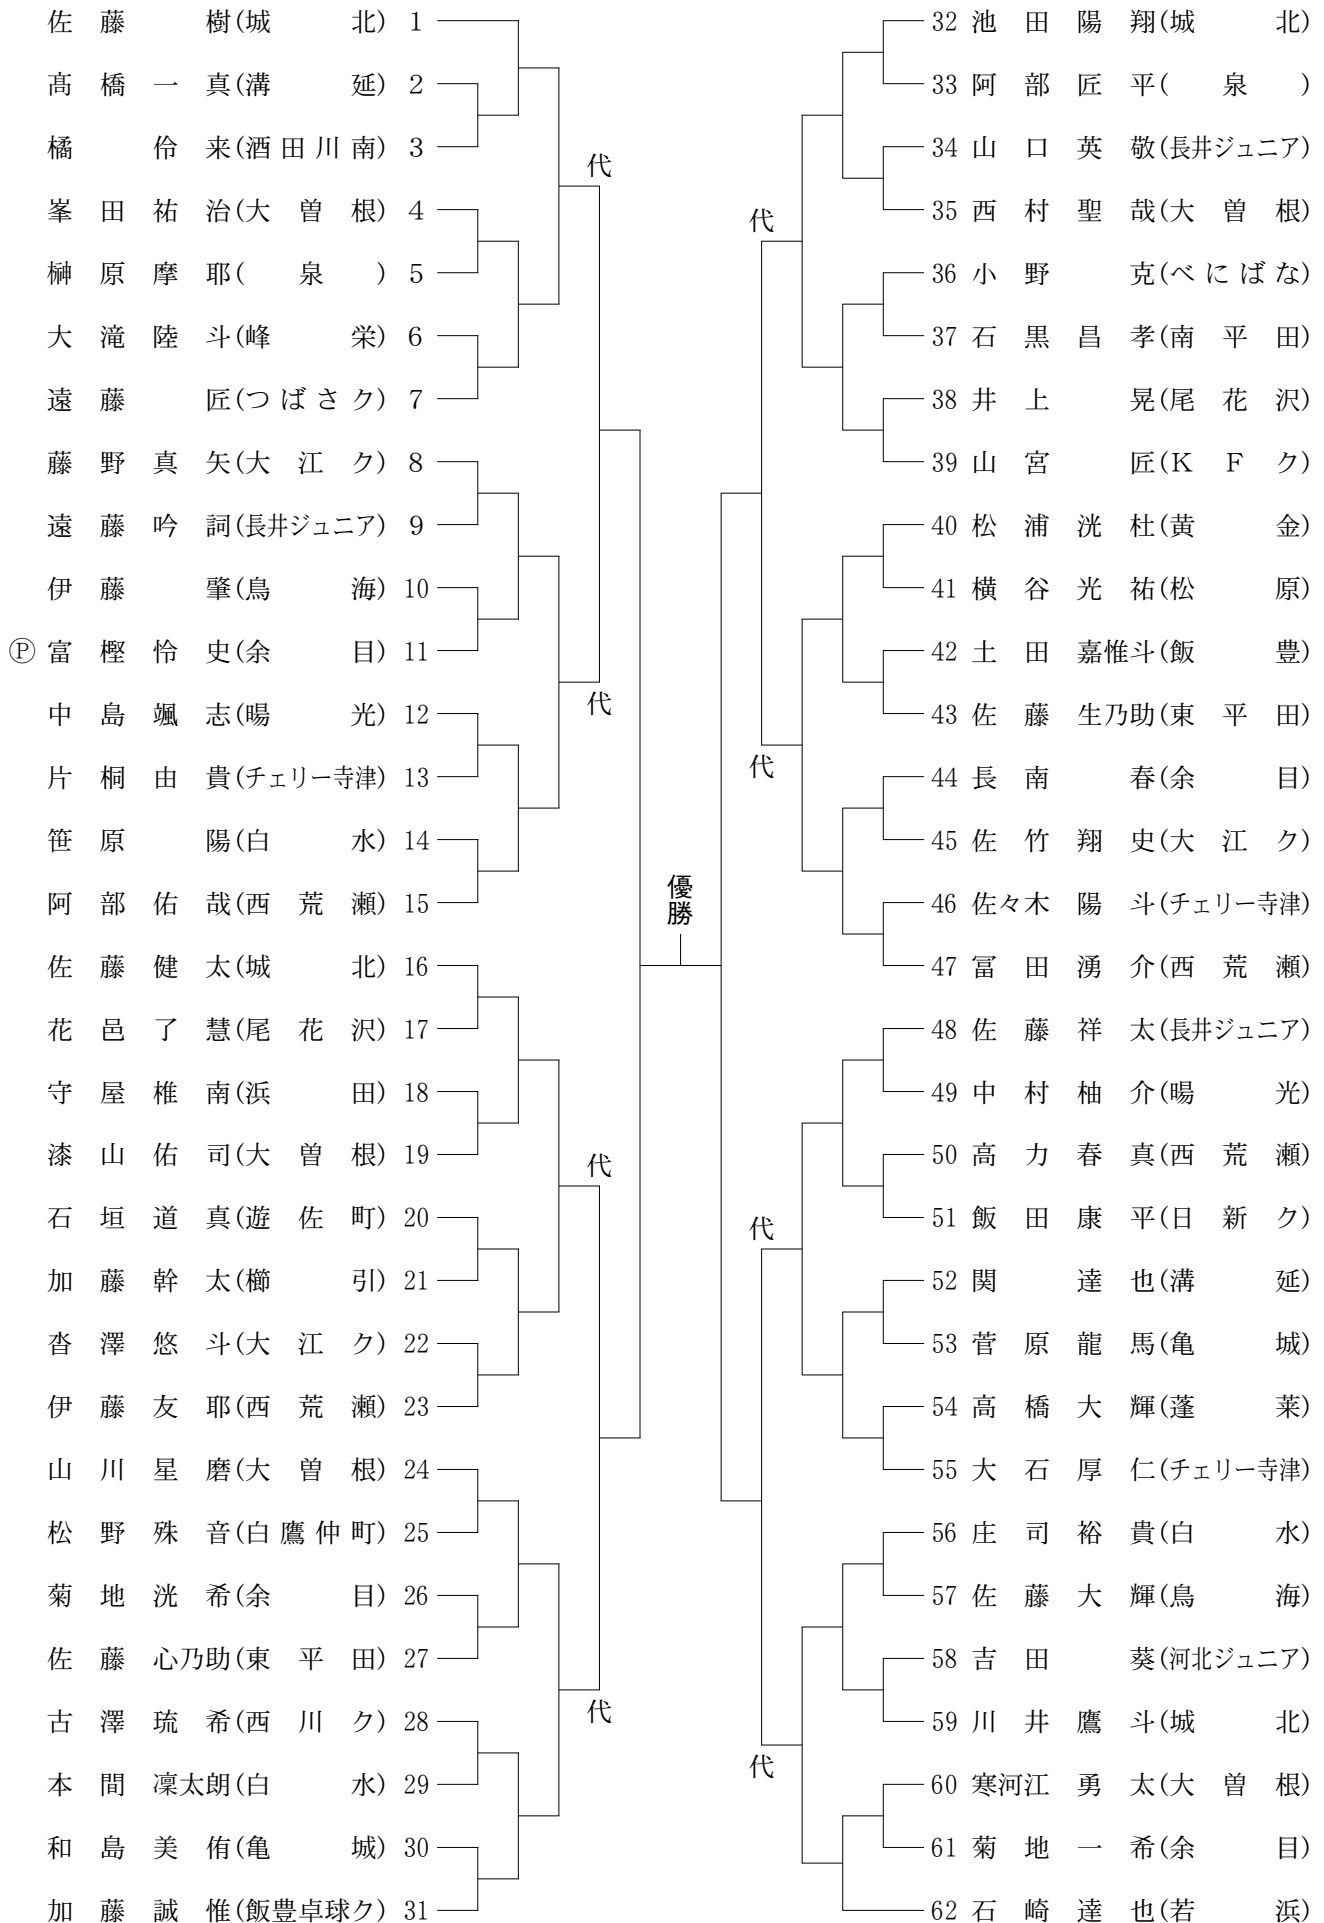 佐藤 樹(城北) 1
髙橋一真(溝延) 2
橘 伶来(酒田川南) 3
代
峯田祐治(大曽根) 4
榊原摩耶(泉) 5
大滝陸斗(峰栄) 6
遠藤 匠(つばさク) 7
藤野真矢(大江ク) 8
遠藤吟詞(長井ジュニア) 9
伊藤 肇(鳥海) 10
Ⓟ 富樫怜史(余目) 11
代
中島颯志(暘光) 12
片桐由貴(チェリー寺津) 13
笹原 陽(白水) 14
阿部佑哉(西荒瀬) 15
佐藤健太(城北) 16
花邑了慧(尾花沢) 17
守屋椎南(浜田) 18
漆山佑司(大曽根) 19
代
石垣道真(遊佐町) 20
加藤幹太(櫛引) 21
沓澤悠斗(大江ク) 22
伊藤友耶(西荒瀬) 23
山川星磨(大曽根) 24
松野殊音(白鷹仲町) 25
菊地洸希(余目) 26
佐藤心乃助(東平田) 27
代
古澤琉希(西川ク) 28
本間凜太朗(白水) 29
和島美侑(亀城) 30
加藤誠惟(飯豊卓球ク) 31
優勝
32 池田陽翔(城北)
33 阿部匠平(泉)
34 山口英敬(長井ジュニア)
35 西村聖哉(大曽根)
代
36 小野 克(べにばな)
37 石黒昌孝(南平田)
38 井上 晃(尾花沢)
39 山宮 匠(KFク)
40 松浦洸杜(黄金)
41 横谷光祐(松原)
42 土田嘉惟斗(飯豊)
43 佐藤生乃助(東平田)
代
44 長南 春(余目)
45 佐竹翔史(大江ク)
46 佐々木陽斗(チェリー寺津)
47 冨田湧介(西荒瀬)
48 佐藤祥太(長井ジュニア)
49 中村柚介(暘光)
50 高力春真(西荒瀬)
51 飯田康平(日新ク)
代
52 関 達也(溝延)
53 菅原龍馬(亀城)
54 高橋大輝(蓬莱)
55 大石厚仁(チェリー寺津)
56 庄司裕貴(白水)
57 佐藤大輝(鳥海)
58 吉田 葵(河北ジュニア)
59 川井鷹斗(城北)
代
60 寒河江勇太(大曽根)
61 菊地一希(余目)
62 石崎達也(若浜)